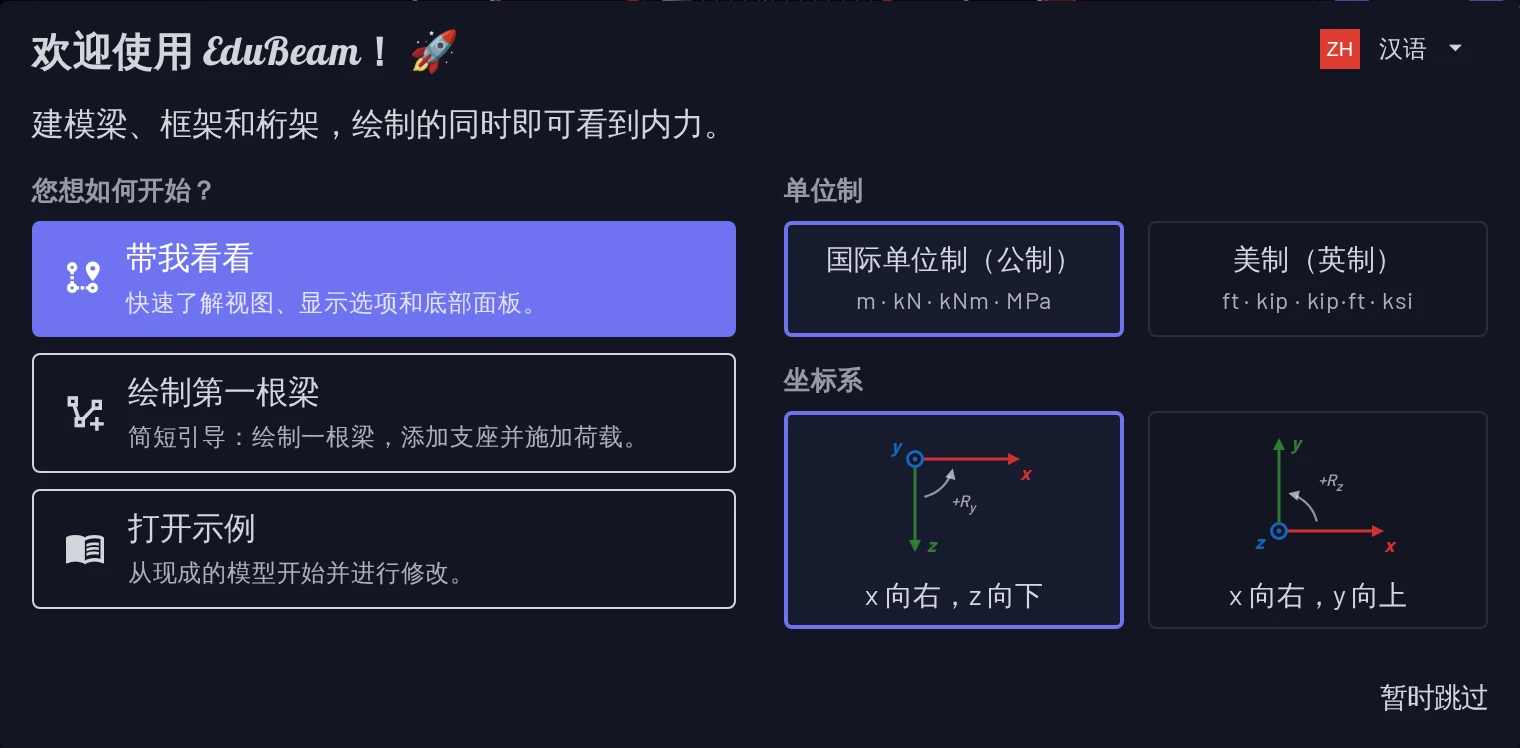 欢迎使用 EduBeam！ 🚀
ZH 汉语
建模梁、框架和桁架，绘制的同时即可看到内力。
您想如何开始？
带我看看
快速了解视图、显示选项和底部面板。
绘制第一根梁
简短引导：绘制一根梁，添加支座并施加荷载。
打开示例
从现成的模型开始并进行修改。
单位制
国际单位制（公制）
m · kN · kNm · MPa
美制（英制）
ft · kip · kip·ft · ksi
坐标系
y
x
+Ry
z
x 向右，z 向下
y
+Rz
z
x
x 向右，y 向上
暂时跳过